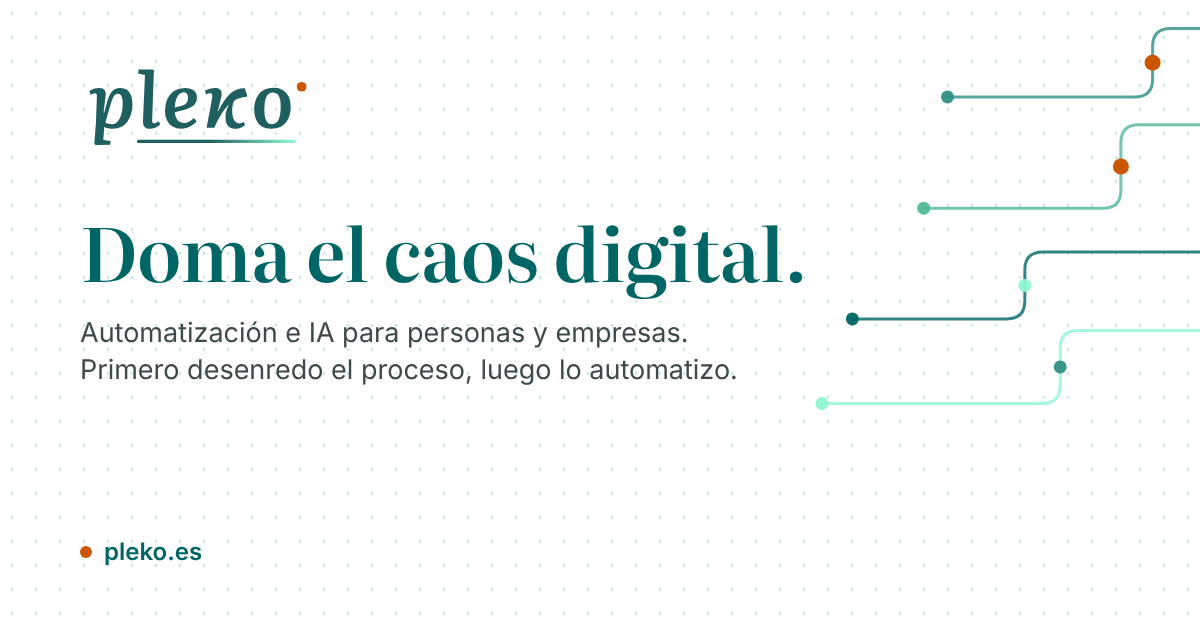 pleko
Doma el caos digital.
Automatización e IA para personas y empresas.
Primero desenredo el proceso, luego lo automatizo.
pleko.es